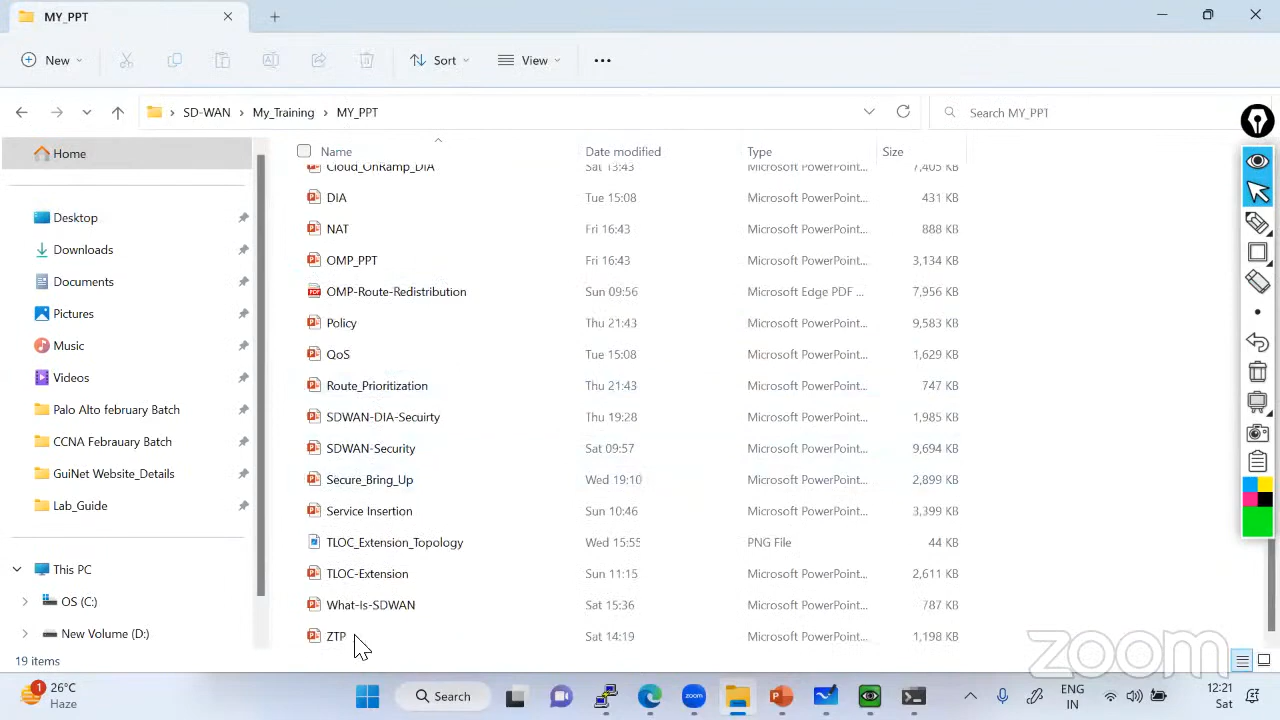 MY_PPT
New
Sort
View
SD-WAN
My_Training
MY_PPT
Search MY_PPT
Home
Name
Date modified
Type
Size
Cloud_OnRamp_DIA Sat 13:43 Microsoft PowerPoint... 7,405 KB
Desktop
DIA Tue 15:08 Microsoft PowerPoint... 431 KB
Downloads
NAT Fri 16:43 Microsoft PowerPoint... 888 KB
Documents
OMP_PPT Fri 16:43 Microsoft PowerPoint... 3,134 KB
Pictures
OMP-Route-Redistribution Sun 09:56 Microsoft Edge PDF ... 7,956 KB
Music
Policy Thu 21:43 Microsoft PowerPoint... 9,583 KB
Videos
QoS Tue 15:08 Microsoft PowerPoint... 1,629 KB
Palo Alto february Batch
Route_Prioritization Thu 21:43 Microsoft PowerPoint... 747 KB
CCNA Febrauary Batch
SDWAN-DIA-Secuirty Thu 19:28 Microsoft PowerPoint... 1,985 KB
GuiNet Website_Details
SDWAN-Security Sat 09:57 Microsoft PowerPoint... 9,694 KB
Lab_Guide
Secure_Bring_Up Wed 19:10 Microsoft PowerPoint... 2,899 KB
Service Insertion Sun 10:46 Microsoft PowerPoint... 3,399 KB
TLOC_Extension_Topology Wed 15:55 PNG File 44 KB
This PC
TLOC-Extension Sun 11:15 Microsoft PowerPoint... 2,611 KB
OS (C:)
What-Is-SDWAN Sat 15:36 Microsoft PowerPoint... 787 KB
New Volume (D:)
ZTP Sat 14:19 Microsoft PowerPoint... 1,198 KB
19 items
zoom
1
26°C
Haze
Search
zoom
ENG
IN
12:21
Sat